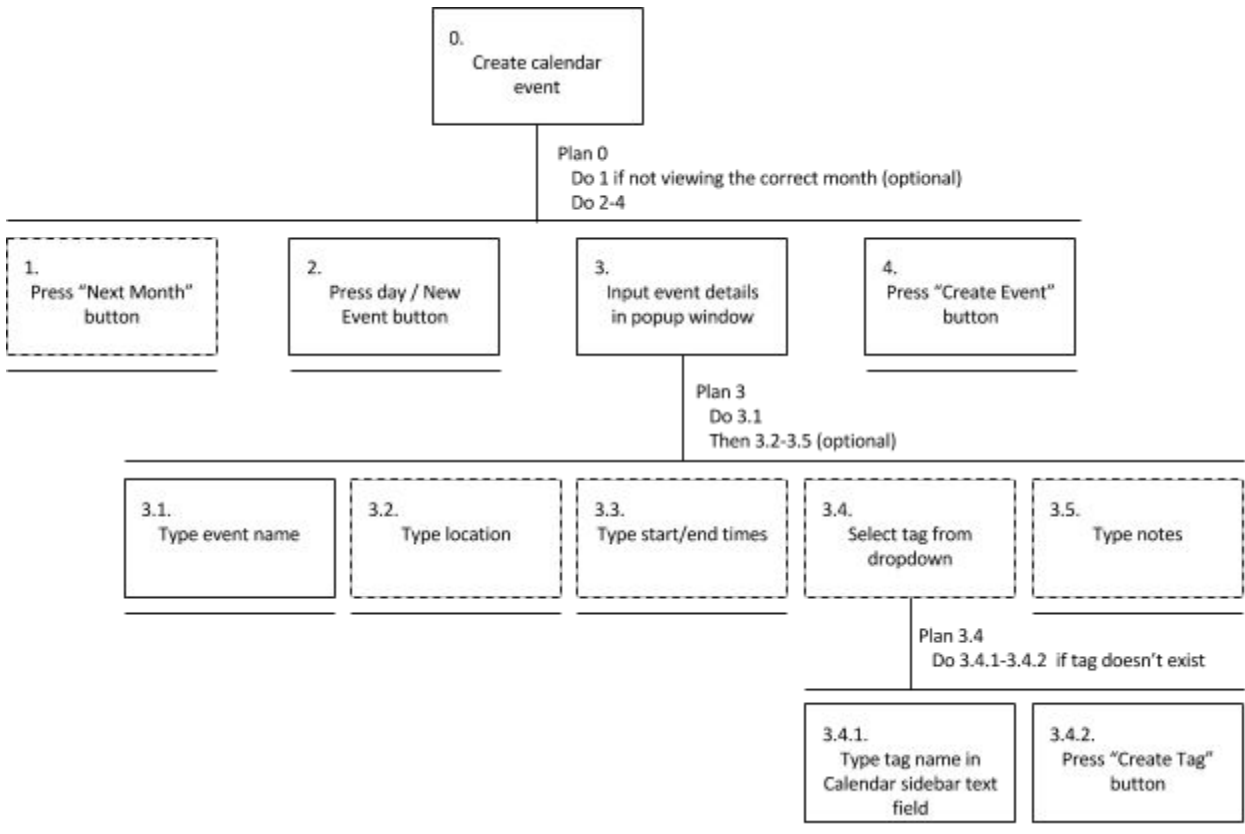 0.
Create calendar
event
Plan 0
Do 1 if not viewing the correct month (optional)
Do 2-4
1.
Press “Next Month”
button
2.
Press day / New
Event button
3.
Input event details
in popup window
4.
Press “Create Event”
button
Plan 3
Do 3.1
Then 3.2-3.5 (optional)
3.1.
Type event name
3.2.
Type location
3.3.
Type start/end times
3.4.
Select tag from
dropdown
3.5.
Type notes
Plan 3.4
Do 3.4.1-3.4.2 if tag doesn’t exist
3.4.1.
Type tag name in
Calendar sidebar text
field
3.4.2.
Press “Create Tag”
button